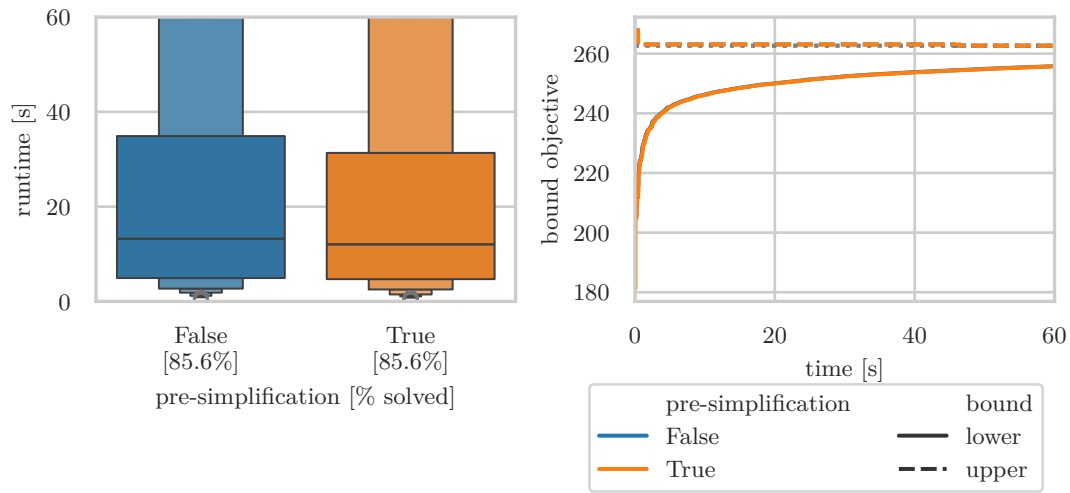 60
40
20
0
runtime [s]
False
[85.6%]
True
[85.6%]
pre-simplification [% solved]
260
240
220
200
180
bound objective
0
20
40
60
time [s]
pre-simplification
False
True
bound
lower
upper